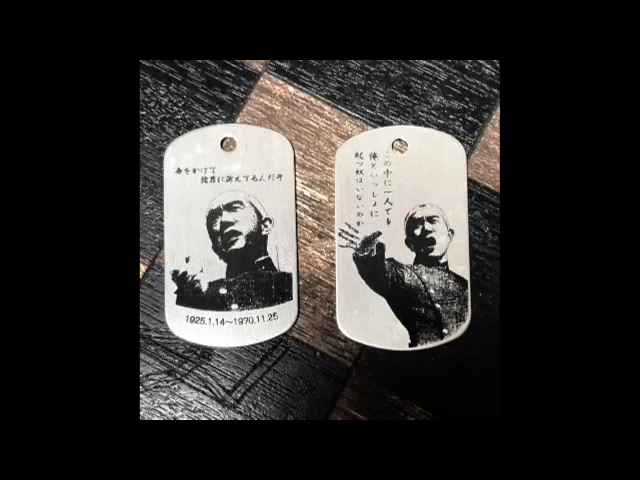 命をかけて
諸君に訴えてるんだぞ
1925.1.14～1970.11.25
この中に一人でも
俺といっしょに
起つ奴はいないのか